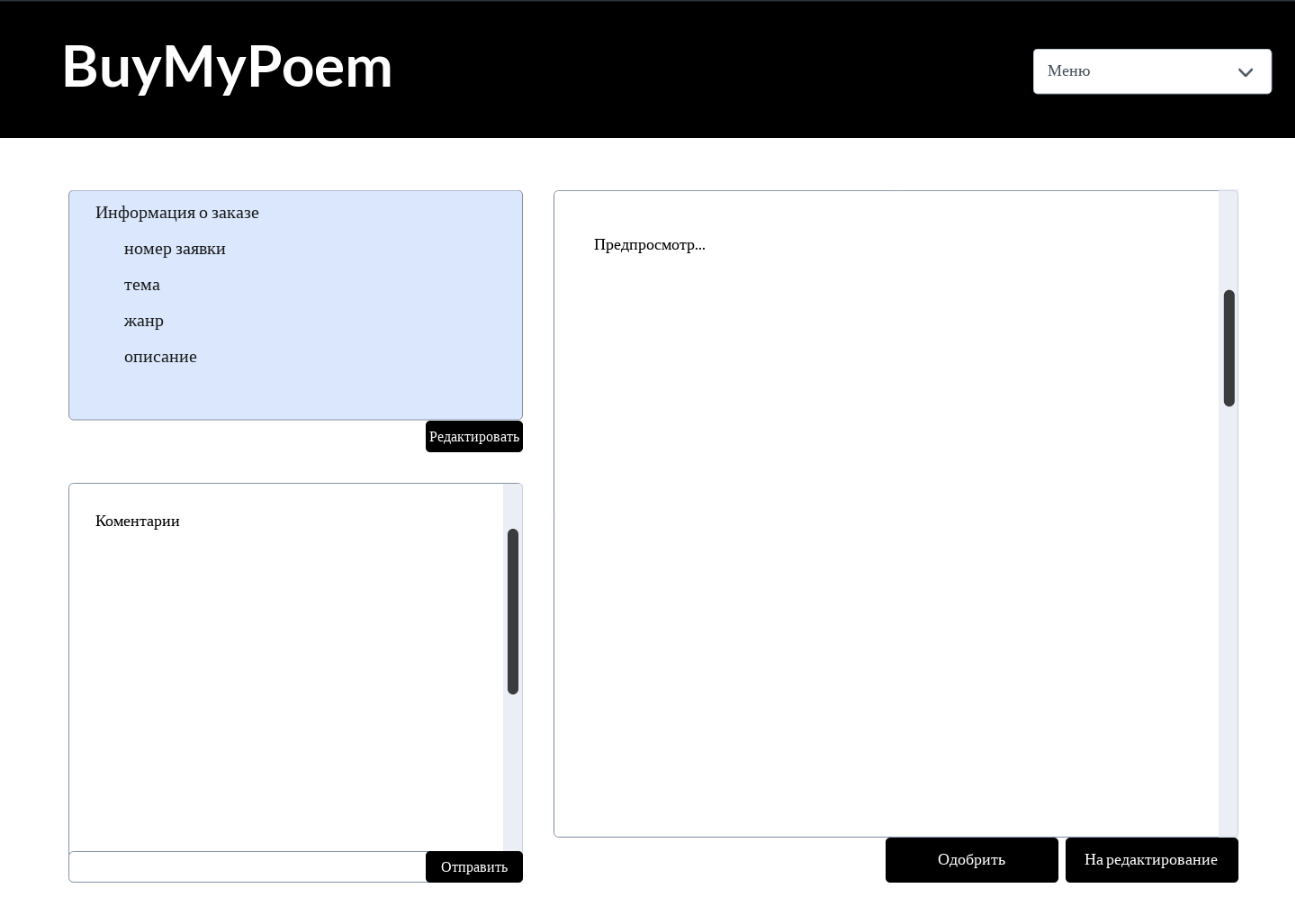 BuyMyPoem
Меню
Информация о заказе
номер заявки
тема
жанр
описание
Редактировать
Коментарии
Отправить
Предпросмотр...
Одобрить
На редактирование